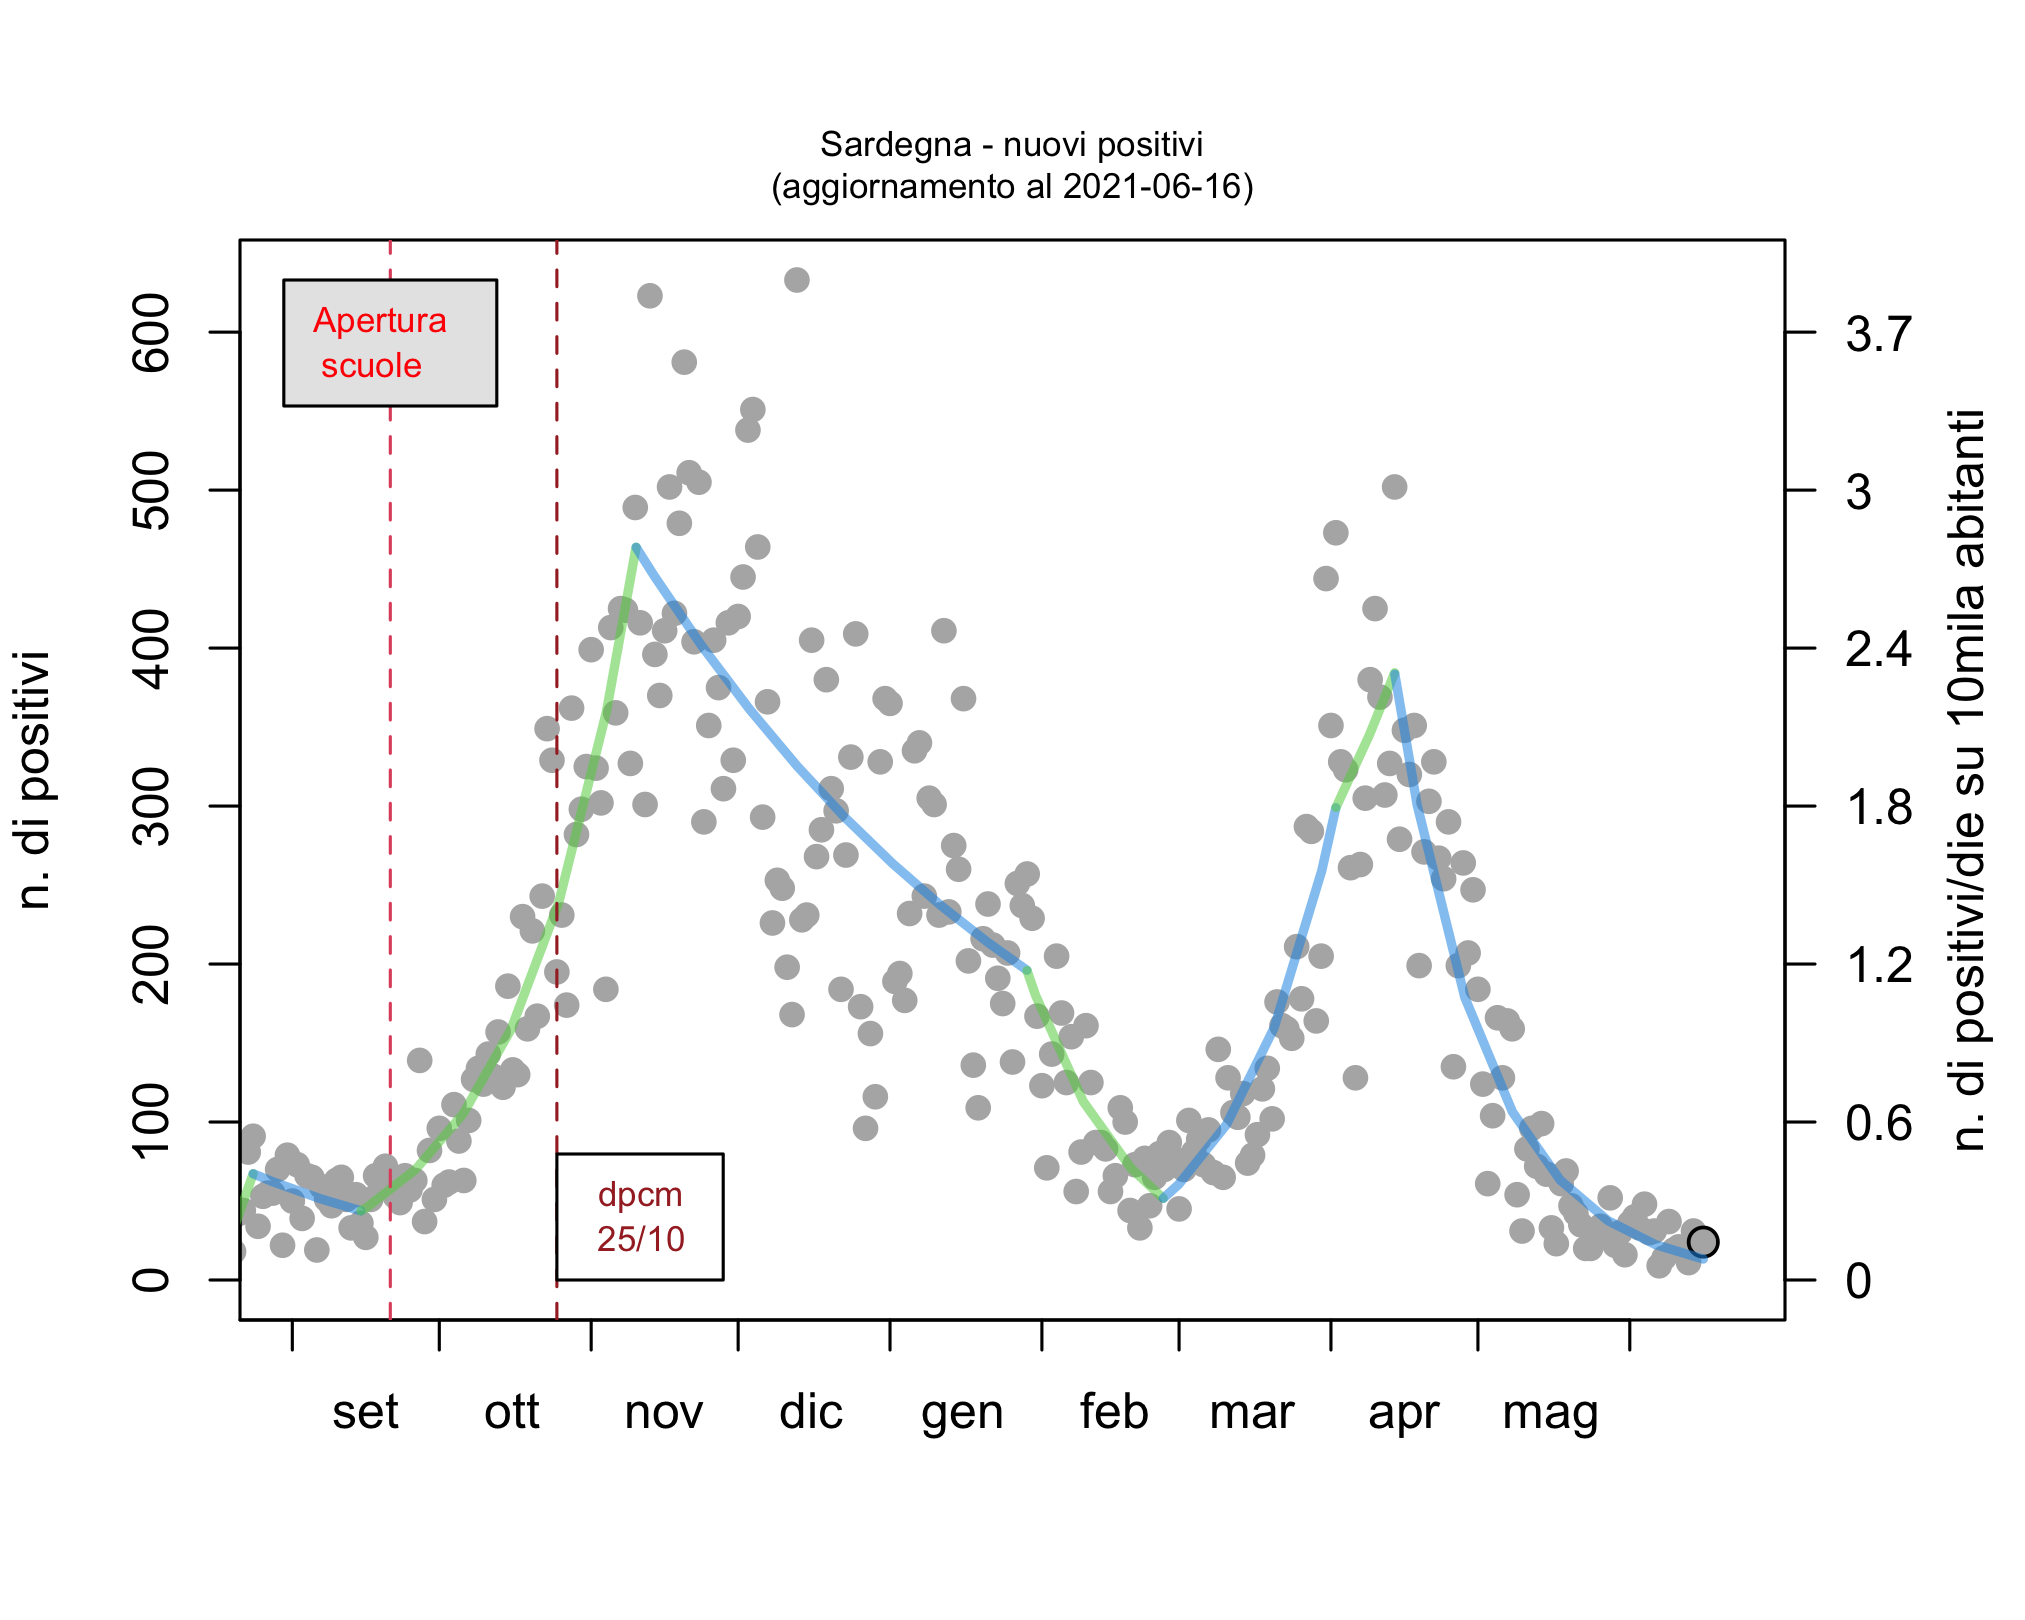 Sardegna - nuovi positivi
(aggiornamento al 2021-06-16)
n. di positivi
600
500
400
300
200
100
0
Apertura
scuole
dpcm
25/10
3.7
3
2.4
1.8
1.2
0.6
0
n. di positivi/die su 10mila abitanti
set ott nov dic gen feb mar apr mag